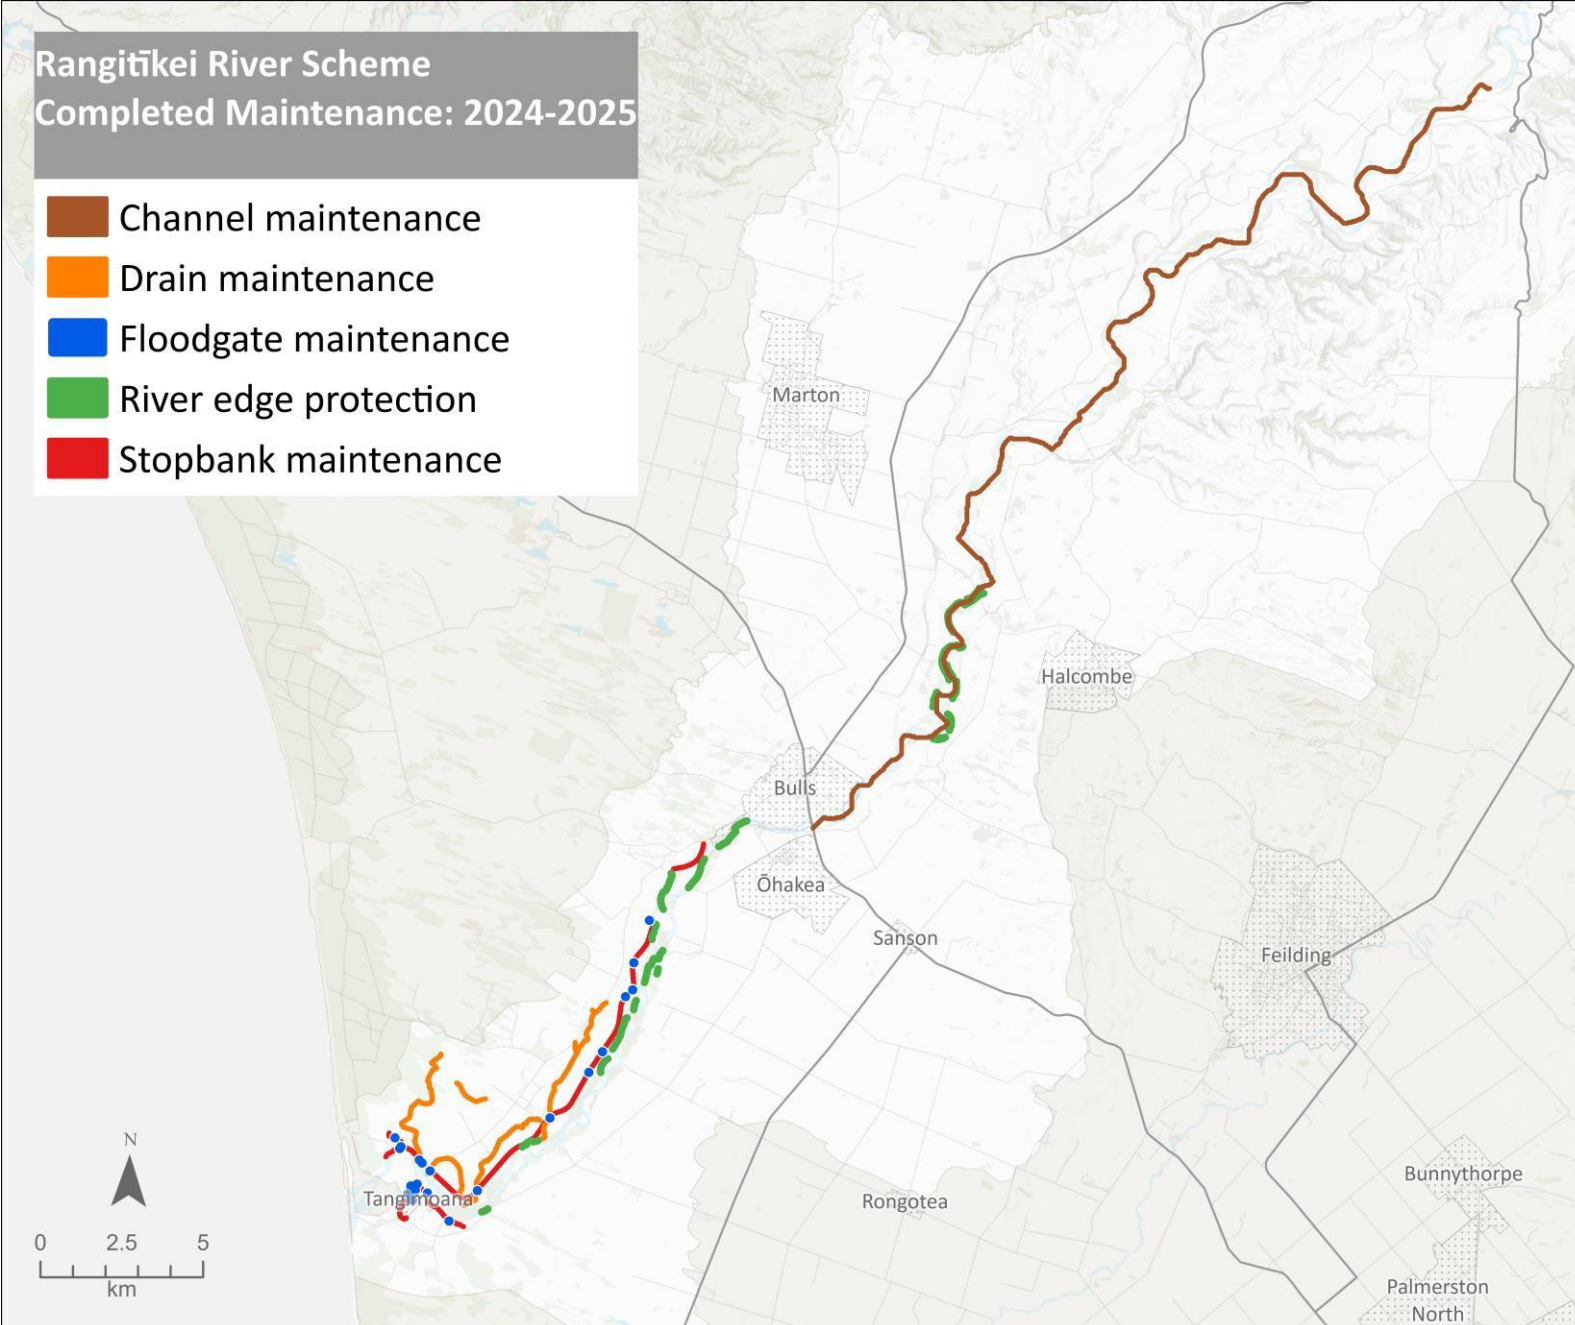 Rangitīkei River Scheme
Completed Maintenance: 2024-2025
Channel maintenance
Drain maintenance
Floodgate maintenance
River edge protection
Stopbank maintenance
Marton
Halcombe
Bulls
Ōhakea
Sanson
Feilding
N
Tangimoana
Rongotea
Bunnythorpe
0 2.5 5
km
Palmerston
North